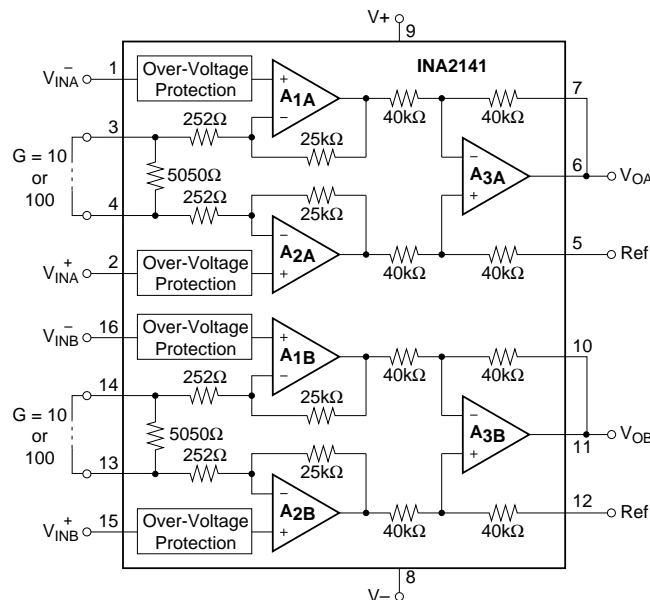 V+
9
INA2141
V⁻INA
1
Over-Voltage
Protection
+
−
A1A
40kΩ
40kΩ
7
3
252Ω
25kΩ
G = 10
or
100
5050Ω
−
+
A3A
6
VOA
4
252Ω
25kΩ
−
+
A2A
40kΩ
40kΩ
5
Ref
V⁺INA
2
Over-Voltage
Protection
V⁻INB
16
Over-Voltage
Protection
+
−
A1B
40kΩ
40kΩ
10
14
252Ω
25kΩ
G = 10
or
100
5050Ω
−
+
A3B
11
VOB
13
252Ω
25kΩ
−
+
A2B
40kΩ
40kΩ
12
Ref
V⁺INB
15
Over-Voltage
Protection
8
V−